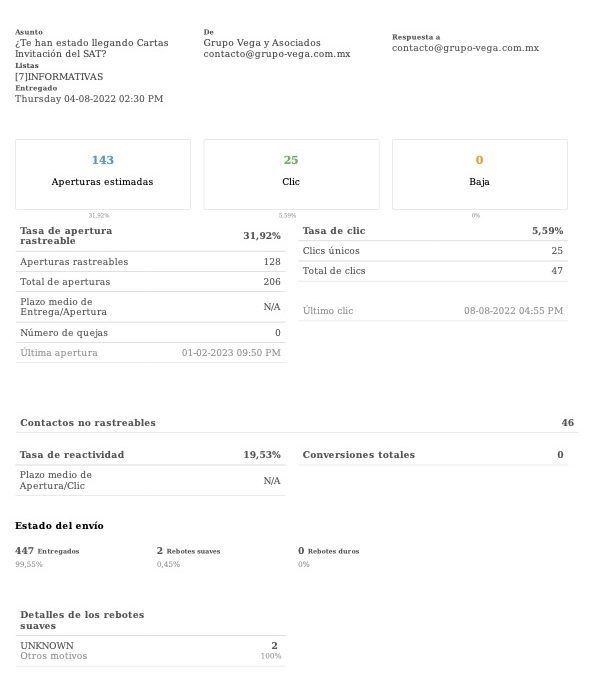 Asunto
¿Te han estado llegando Cartas
Invitación del SAT?
Listas
[7]INFORMATIVAS
Entregado
Thursday 04-08-2022 02:30 PM
De
Grupo Vega y Asociados
contacto@grupo-vega.com.mx
Respuesta a
contacto@grupo-vega.com.mx
143
Aperturas estimadas
31,92%
25
Clic
5,59%
0
Baja
0%
Tasa de apertura
rastreable 31,92%
Aperturas rastreables 128
Total de aperturas 206
Plazo medio de
Entrega/Apertura N/A
Número de quejas 0
Última apertura 01-02-2023 09:50 PM
Tasa de clic 5,59%
Clics únicos 25
Total de clics 47
Último clic 08-08-2022 04:55 PM
Contactos no rastreables 46
Tasa de reactividad 19,53%
Plazo medio de
Apertura/Clic N/A
Conversiones totales 0
Estado del envío
447 Entregados
99,55%
2 Rebotes suaves
0,45%
0 Rebotes duros
0%
Detalles de los rebotes
suaves
UNKNOWN 2
Otros motivos 100%